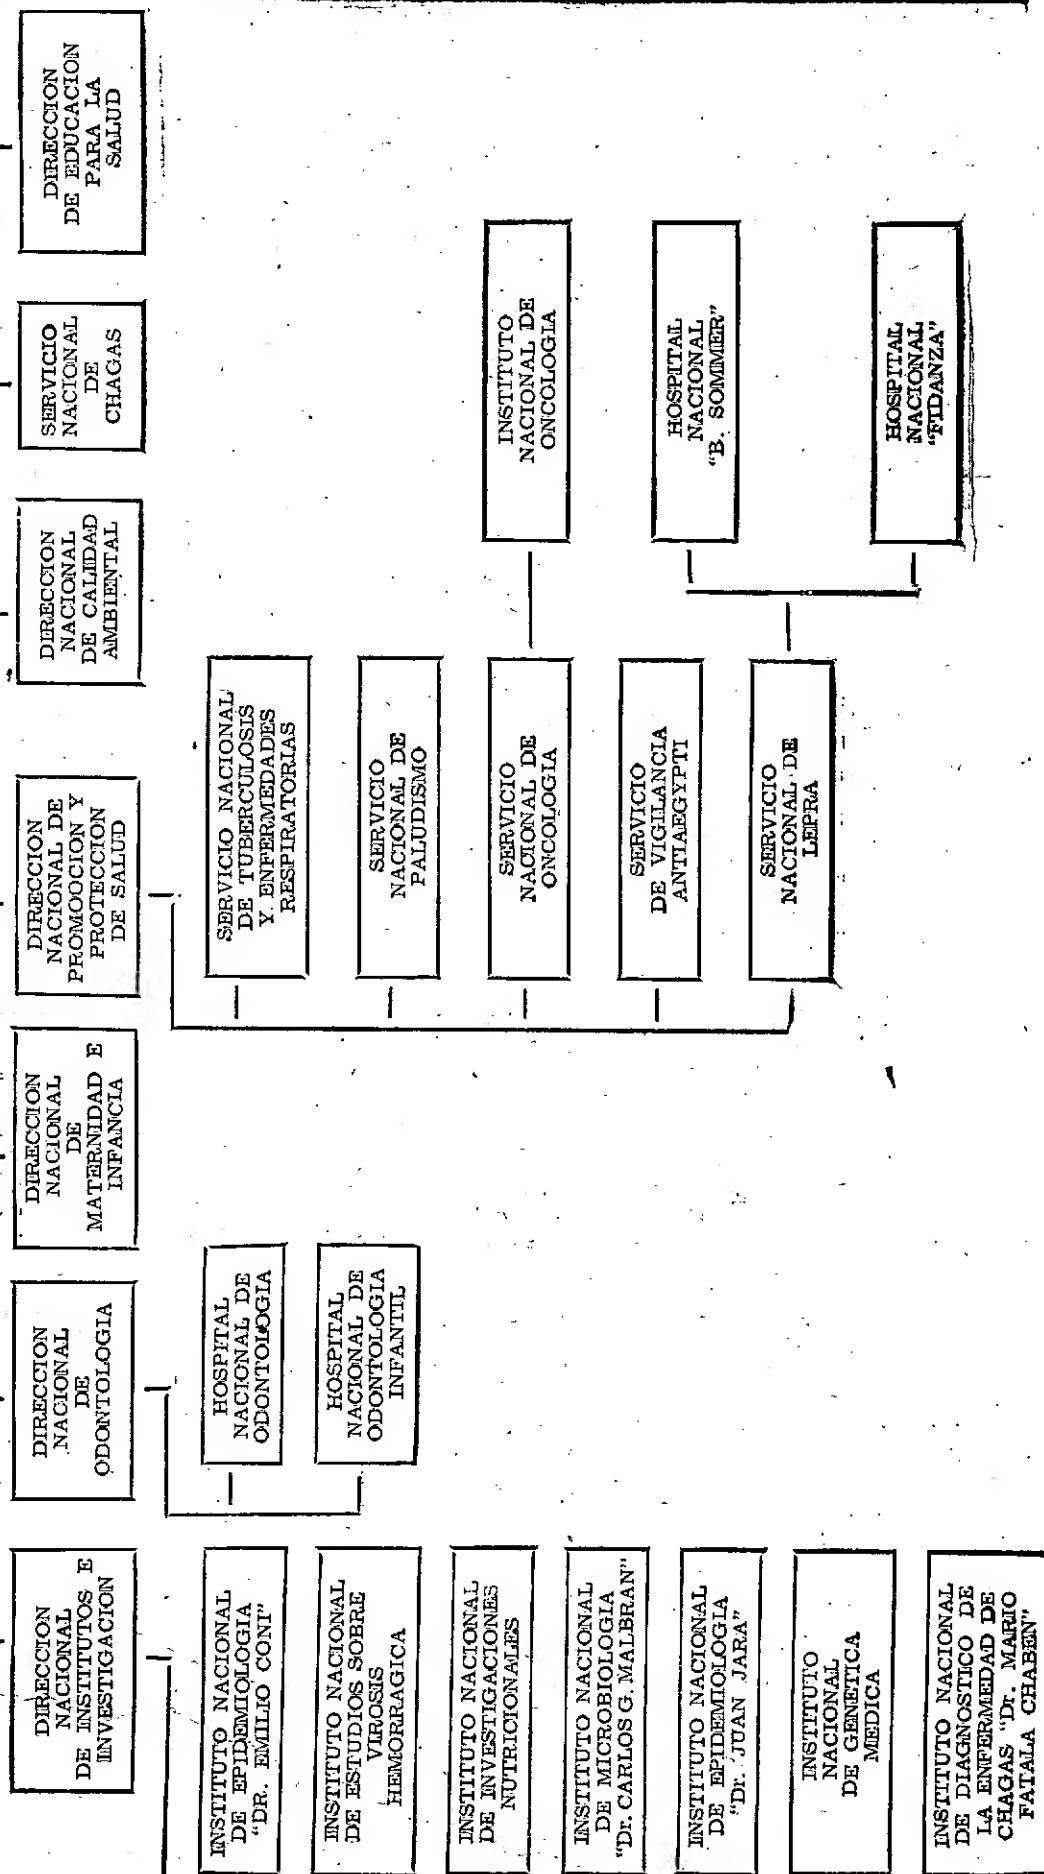 DIRECCION
NACIONAL
DE INSTITUTOS E
INVESTIGACION
INSTITUTO NACIONAL
DE EPIDEMIOLOGIA
"DR. EMILIO CONI"
INSTITUTO NACIONAL
DE ESTUDIOS SOBRE
VIROSIS
HEMORRAGICA
INSTITUTO NACIONAL
DE INVESTIGACIONES
NUTRICIONALES
INSTITUTO NACIONAL
DE MICROBIOLOGIA
"Dr. CARLOS G. MALBRAN"
INSTITUTO NACIONAL
DE EPIDEMIOLOGIA
"Dr. JUAN JARA"
INSTITUTO
NACIONAL
DE GENETICA
MEDICA
INSTITUTO NACIONAL
DE DIAGNOSTICO DE
LA ENFERMEDAD DE
CHAGAS "Dr. MARIO
FATALA CHABEN"
DIRECCION
NACIONAL
DE
ODONTOLOGIA
HOSPITAL
NACIONAL DE
ODONTOLOGIA
HOSPITAL
NACIONAL DE
ODONTOLOGIA
INFANTIL
DIRECCION
NACIONAL
DE
MATERNIDAD E
INFANCIA
DIRECCION
NACIONAL DE
PROMOCION Y
PROTECCION
DE SALUD
SERVICIO NACIONAL
DE TUBERCULOSIS
Y ENFERMEDADES
RESPIRATORIAS
SERVICIO
NACIONAL DE
PALUDISMO
SERVICIO
NACIONAL DE
ONCOLOGIA
SERVICIO
DE VIGILANCIA
ANTIAEGYPTI
SERVICIO
NACIONAL DE
LEPRA
INSTITUTO
NACIONAL DE
ONCOLOGIA
HOSPITAL
NACIONAL
"B. SOMMER"
HOSPITAL
NACIONAL
"FIDANZA"
DIRECCION
NACIONAL
DE CALIDAD
AMBIENTAL
SERVICIO
NACIONAL
DE
CHAGAS
DIRECCION
DE EDUCACION
PARA LA
SALUD